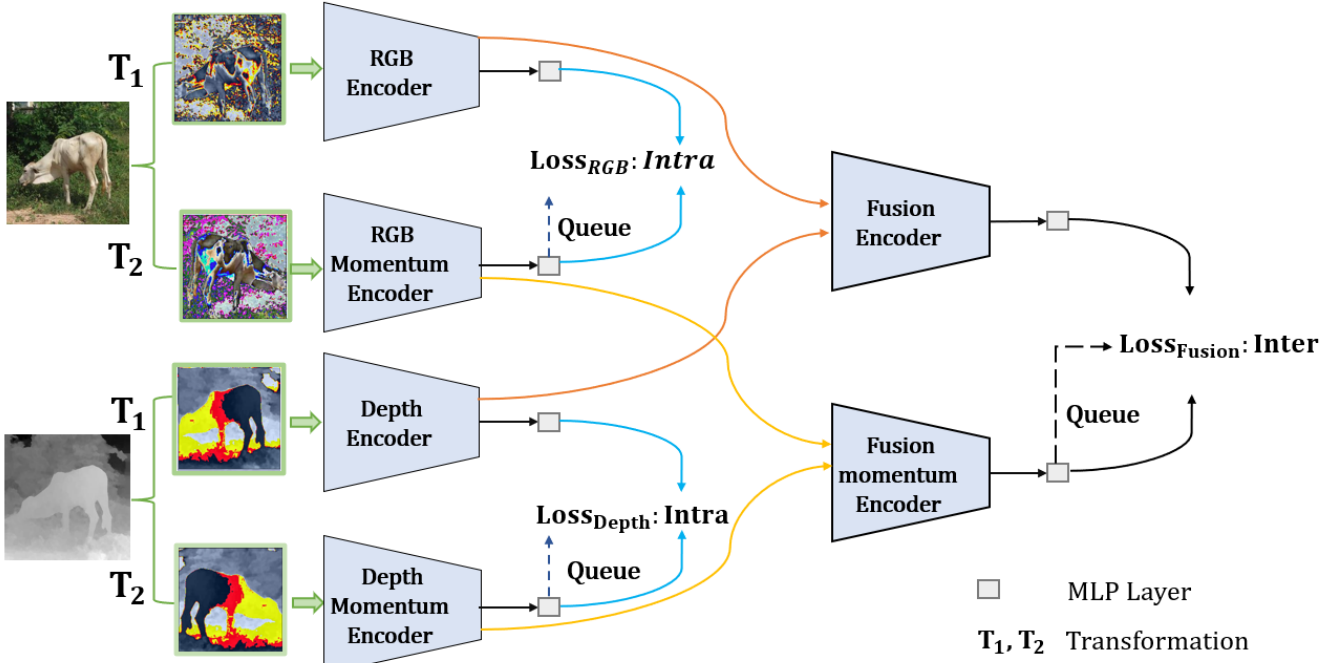 T₁
RGB
Encoder
Loss_RGB: Intra
T₂
RGB
Momentum
Encoder
Queue
Fusion
Encoder
T₁
Depth
Encoder
Loss_Depth: Intra
T₂
Depth
Momentum
Encoder
Queue
Fusion
momentum
Encoder
Loss_Fusion: Inter
Queue
MLP Layer
T₁, T₂ Transformation